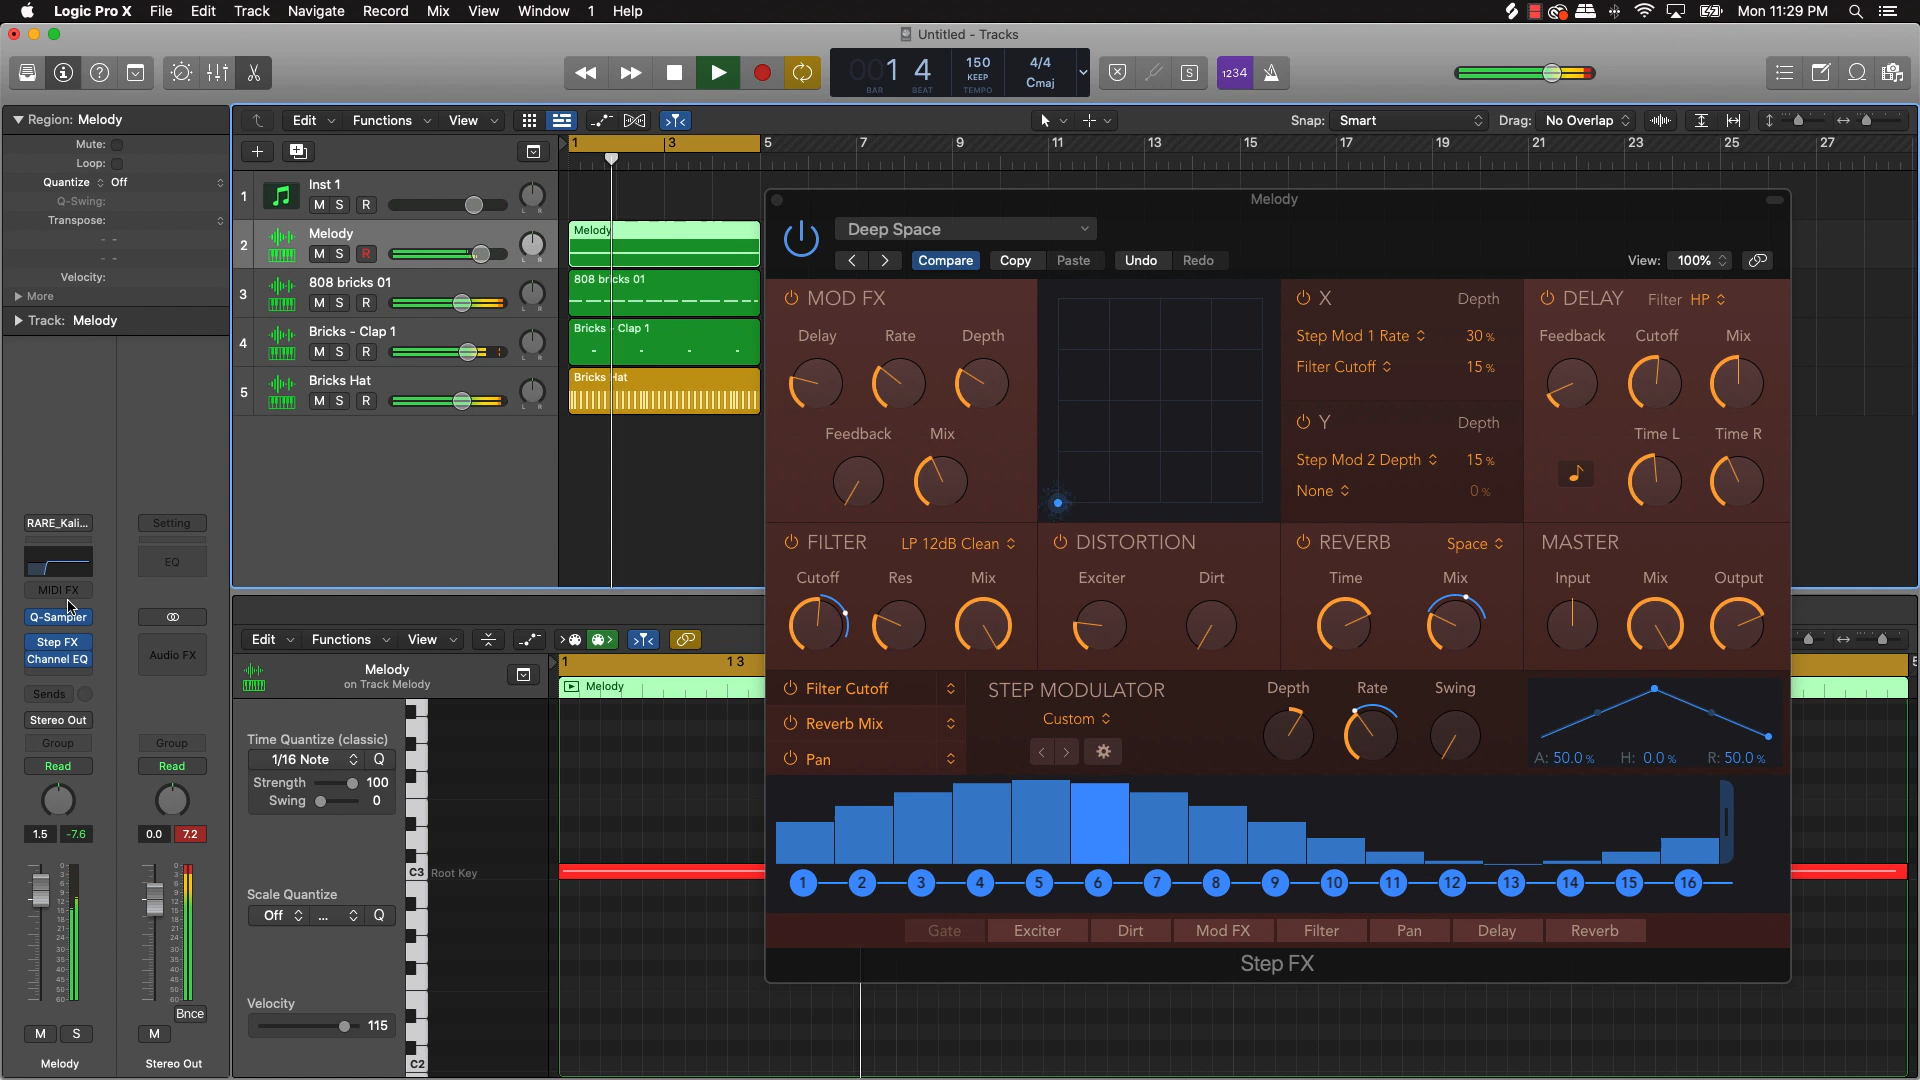 Logic Pro X File Edit Track Navigate Record Mix View Window 1 Help
Mon 11:29 PM
Untitled - Tracks
001 4
BAR BEAT
150
KEEP
TEMPO
4/4
Cmaj
S
1234
Region: Melody
Mute:
Loop:
Quantize Off
Q-Swing:
Transpose:
- -
- -
Velocity:
More
Track: Melody
Edit Functions View
Snap: Smart
Drag: No Overlap
1 3 5 7 9 11 13 15 17 19 21 23 25 27
1 Inst 1
M S R
L R
2 Melody
M S R
L R
3 808 bricks 01
M S R
L R
4 Bricks - Clap 1
M S R
L R
5 Bricks Hat
M S R
L R
Melody
808 bricks 01
Bricks - Clap 1
Bricks Hat
Melody
Deep Space
Compare Copy Paste Undo Redo
View: 100%
MOD FX
Delay Rate Depth
Feedback Mix
X Depth
Step Mod 1 Rate 30 %
Filter Cutoff 15 %
Y Depth
Step Mod 2 Depth 15 %
None 0 %
DELAY Filter HP
Feedback Cutoff Mix
Time L Time R
FILTER LP 12dB Clean
Cutoff Res Mix
DISTORTION
Exciter Dirt
REVERB Space
Time Mix
MASTER
Input Mix Output
Filter Cutoff
Reverb Mix
Pan
STEP MODULATOR
Custom
Depth Rate Swing
A: 50.0 % H: 0.0 % R: 50.0 %
1 2 3 4 5 6 7 8 9 10 11 12 13 14 15 16
Gate Exciter Dirt Mod FX Filter Pan Delay Reverb
Step FX
RARE_Kali...
MIDI FX
Q-Sampler
Step FX
Channel EQ
Sends
Stereo Out
Group
Read
1.5 -7.6
M S
Melody
Setting
EQ
Audio FX
Group
Read
0.0 7.2
Bnce
M
Stereo Out
Edit Functions View
Melody
on Track Melody
1 1 3
Melody
Time Quantize (classic)
1/16 Note Q
Strength 100
Swing 0
Scale Quantize
Off ... Q
Velocity
115
C3 Root Key
C2